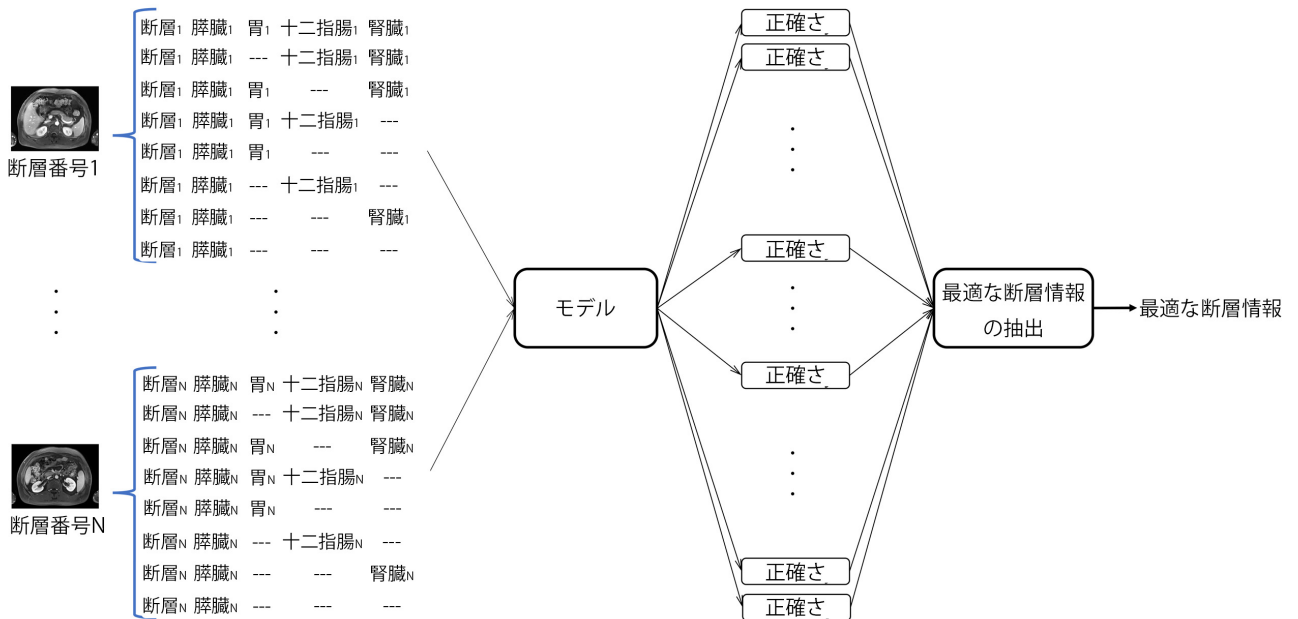 断層1 膵臓1 胃1 十二指腸1 腎臓1
断層1 膵臓1 --- 十二指腸1 腎臓1
断層1 膵臓1 胃1 --- 腎臓1
断層1 膵臓1 胃1 十二指腸1 ---
断層1 膵臓1 胃1 --- ---
断層1 膵臓1 --- 十二指腸1 ---
断層1 膵臓1 --- --- 腎臓1
断層1 膵臓1 --- --- ---
断層番号1
断層N 膵臓N 胃N 十二指腸N 腎臓N
断層N 膵臓N --- 十二指腸N 腎臓N
断層N 膵臓N 胃N --- 腎臓N
断層N 膵臓N 胃N 十二指腸N ---
断層N 膵臓N 胃N --- ---
断層N 膵臓N --- 十二指腸N ---
断層N 膵臓N --- --- 腎臓N
断層N 膵臓N --- --- ---
断層番号N
モデル
正確さ
正確さ
正確さ
正確さ
正確さ
正確さ
最適な断層情報
の抽出
最適な断層情報